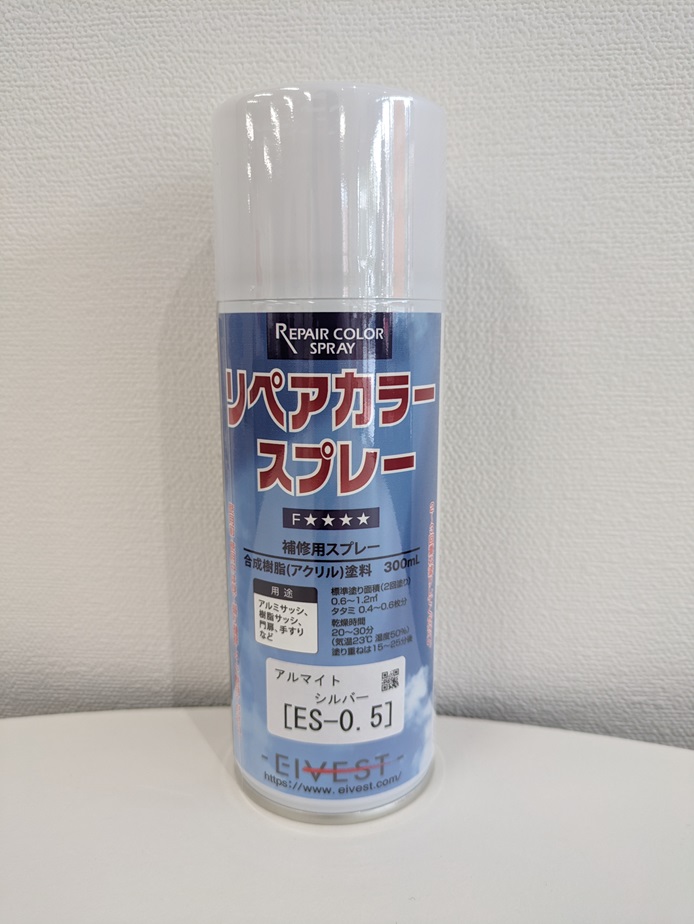 REPAIR COLOR
SPRAY
リペアカラー
スプレー
F★★★★
補修用スプレー
合成樹脂(アクリル)塗料 300mL
用途
アルミサッシ、
樹脂サッシ、
門扉、手すり
など
標準塗り面積(2回塗り)
0.6〜1.2㎡
タタミ 0.4〜0.6枚分
乾燥時間
20〜30分
(気温23℃ 湿度50%)
塗り重ねは15〜25分後
アルマイト
シルバー
[ES-0.5]
-EIVEST-
https://www.eivest.com/